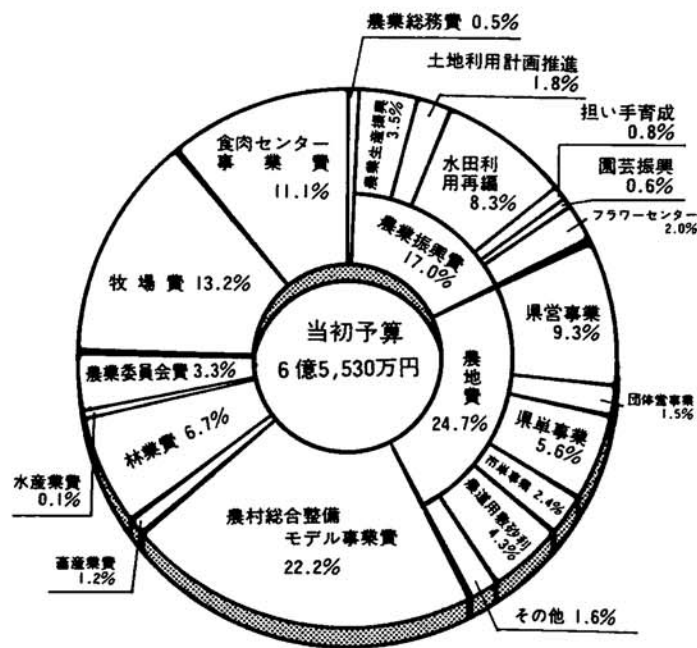 農業総務費 0.5%
農業生産振興
3.5%
土地利用計画推進
1.8%
水田利
用再編
8.3%
担い手育成
0.8%
園芸振興
0.6%
フラワーセンター
2.0%
農業振興費
17.0%
県営事業
9.3%
団体営事業
1.5%
県単事業
5.6%
市単事業 2.4%
農道用敷砂利
4.3%
その他 1.6%
農地費
24.7%
農村総合整備
モデル事業費
22.2%
畜産業費
1.2%
林業費 6.7%
水産業費
0.1%
農業委員会費 3.3%
牧場費 13.2%
食肉センター
事業費
11.1%
当初予算
6億5,530万円